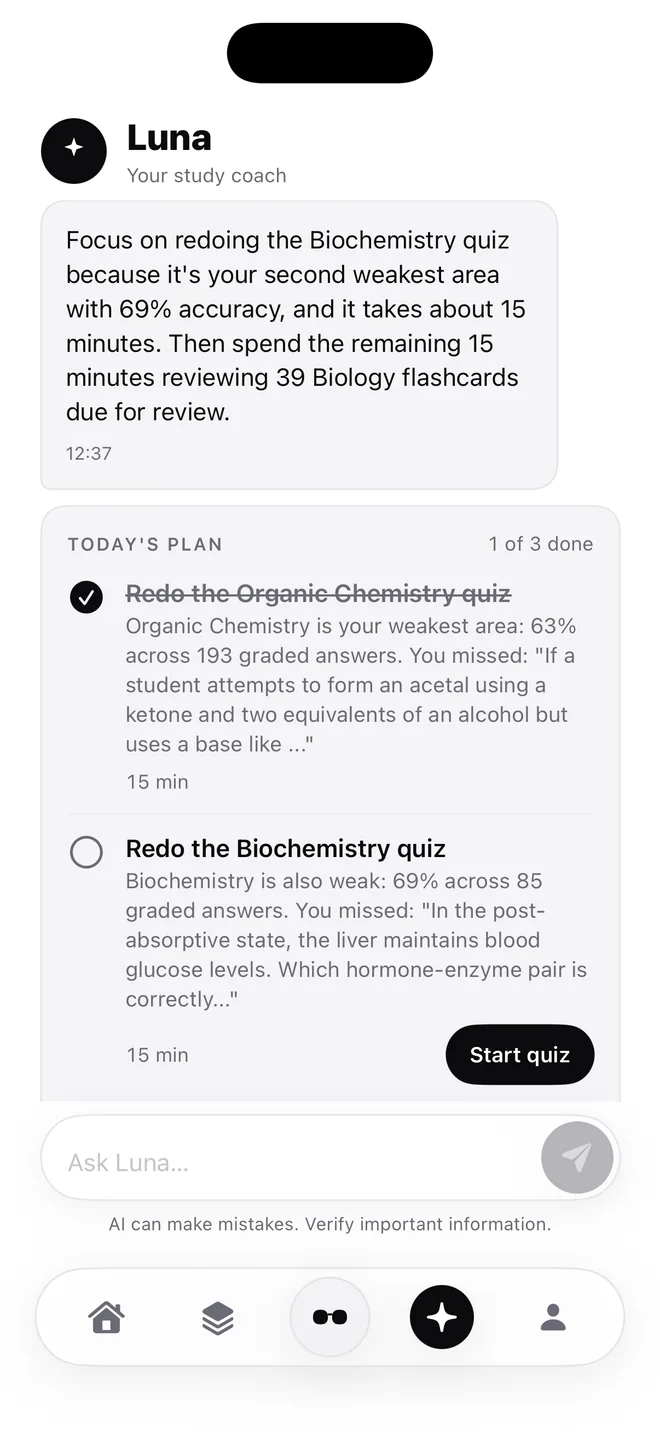 Luna
Your study coach
Focus on redoing the Biochemistry quiz
because it's your second weakest area
with 69% accuracy, and it takes about 15
minutes. Then spend the remaining 15
minutes reviewing 39 Biology flashcards
due for review.
12:37
TODAY'S PLAN
1 of 3 done
Redo the Organic Chemistry quiz
Organic Chemistry is your weakest area: 63%
across 193 graded answers. You missed: "If a
student attempts to form an acetal using a
ketone and two equivalents of an alcohol but
uses a base like ..."
15 min
Redo the Biochemistry quiz
Biochemistry is also weak: 69% across 85
graded answers. You missed: "In the post-
absorptive state, the liver maintains blood
glucose levels. Which hormone-enzyme pair is
correctly..."
15 min
Start quiz
Ask Luna...
AI can make mistakes. Verify important information.